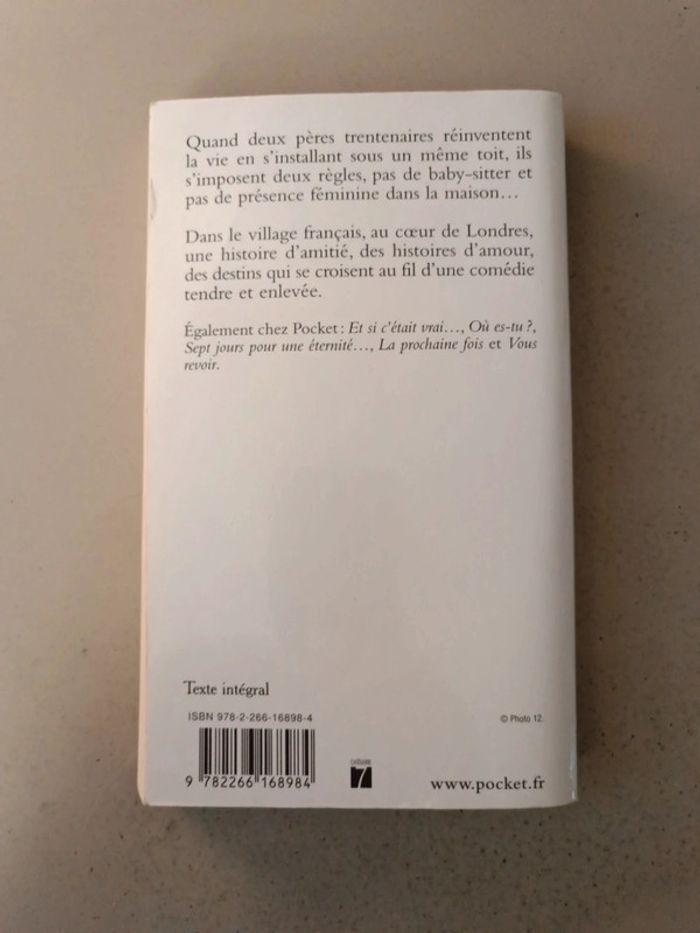 Quand deux pères trentenaires réinventent
la vie en s'installant sous un même toit, ils
s'imposent deux règles, pas de baby-sitter et
pas de présence féminine dans la maison…
Dans le village français, au cœur de Londres,
une histoire d'amitié, des histoires d'amour,
des destins qui se croisent au fil d'une comédie
tendre et enlevée.
Également chez Pocket : Et si c'était vrai…, Où es-tu ?,
Sept jours pour une éternité…, La prochaine fois et Vous
revoir.
Texte intégral
ISBN 978-2-266-16898-4
© Photo 12.
9 782266 168984
CATÉGORIE
7
www.pocket.fr